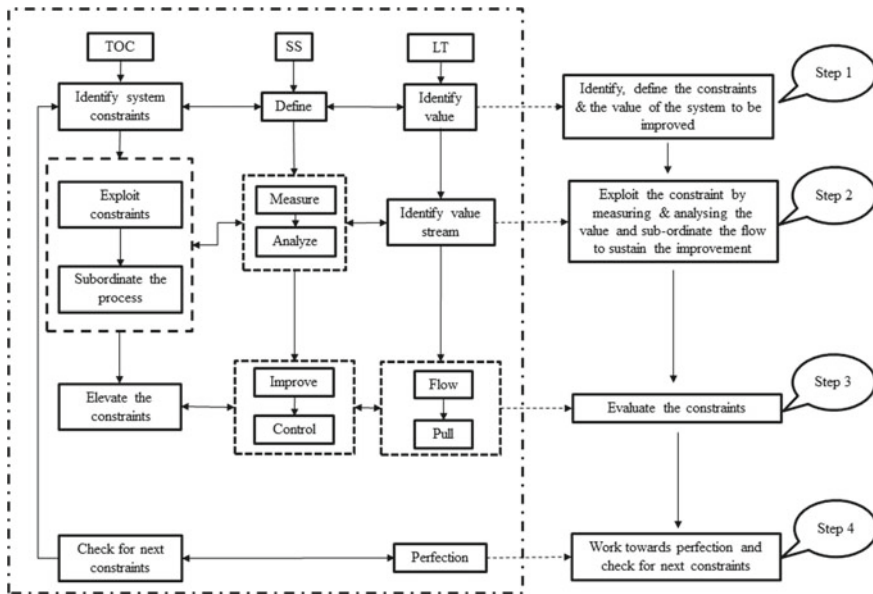 TOC
SS
LT
Step 1
Identify system
constraints
Define
Identify
value
Identify, define the constraints
& the value of the system to be
improved
Step 2
Exploit
constraints
Subordinate the
process
Measure
Analyze
Identify value
stream
Exploit the constraint by
measuring & analysing the
value and sub-ordinate the flow
to sustain the improvement
Step 3
Elevate the
constraints
Improve
Control
Flow
Pull
Evaluate the constraints
Step 4
Check for next
constraints
Perfection
Work towards perfection and
check for next constraints